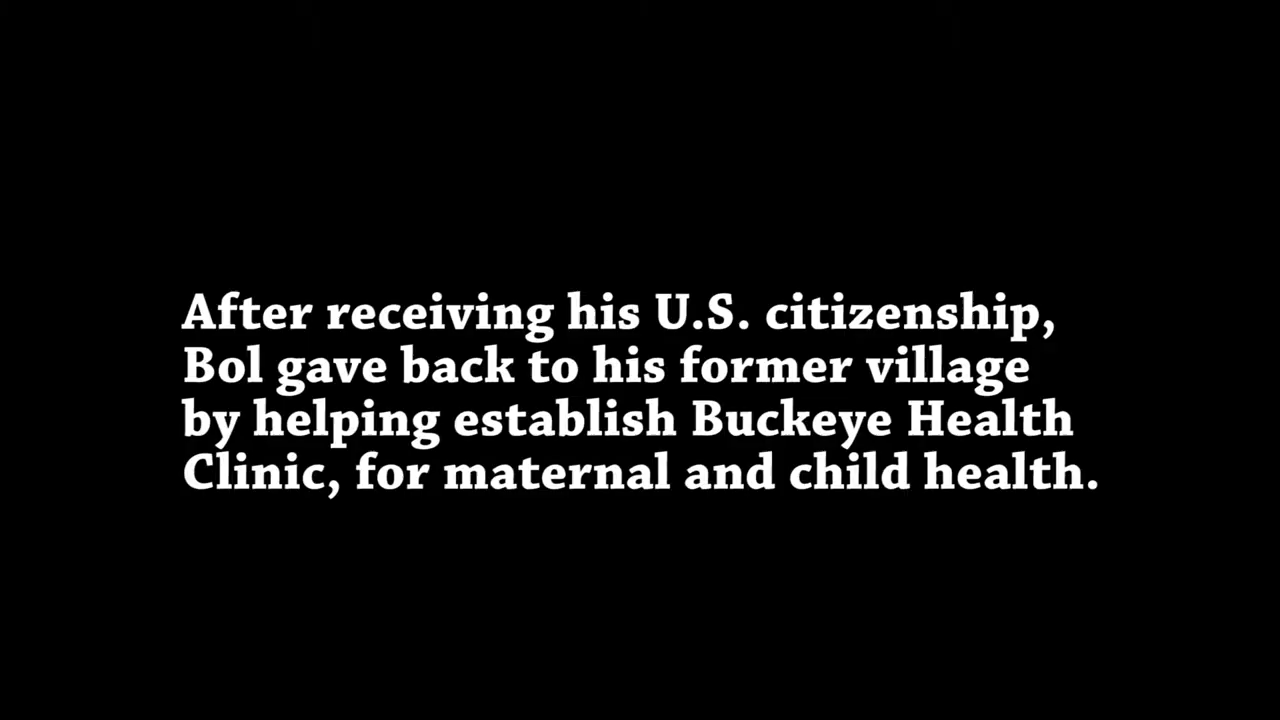 After receiving his U.S. citizenship,
Bol gave back to his former village
by helping establish Buckeye Health
Clinic, for maternal and child health.